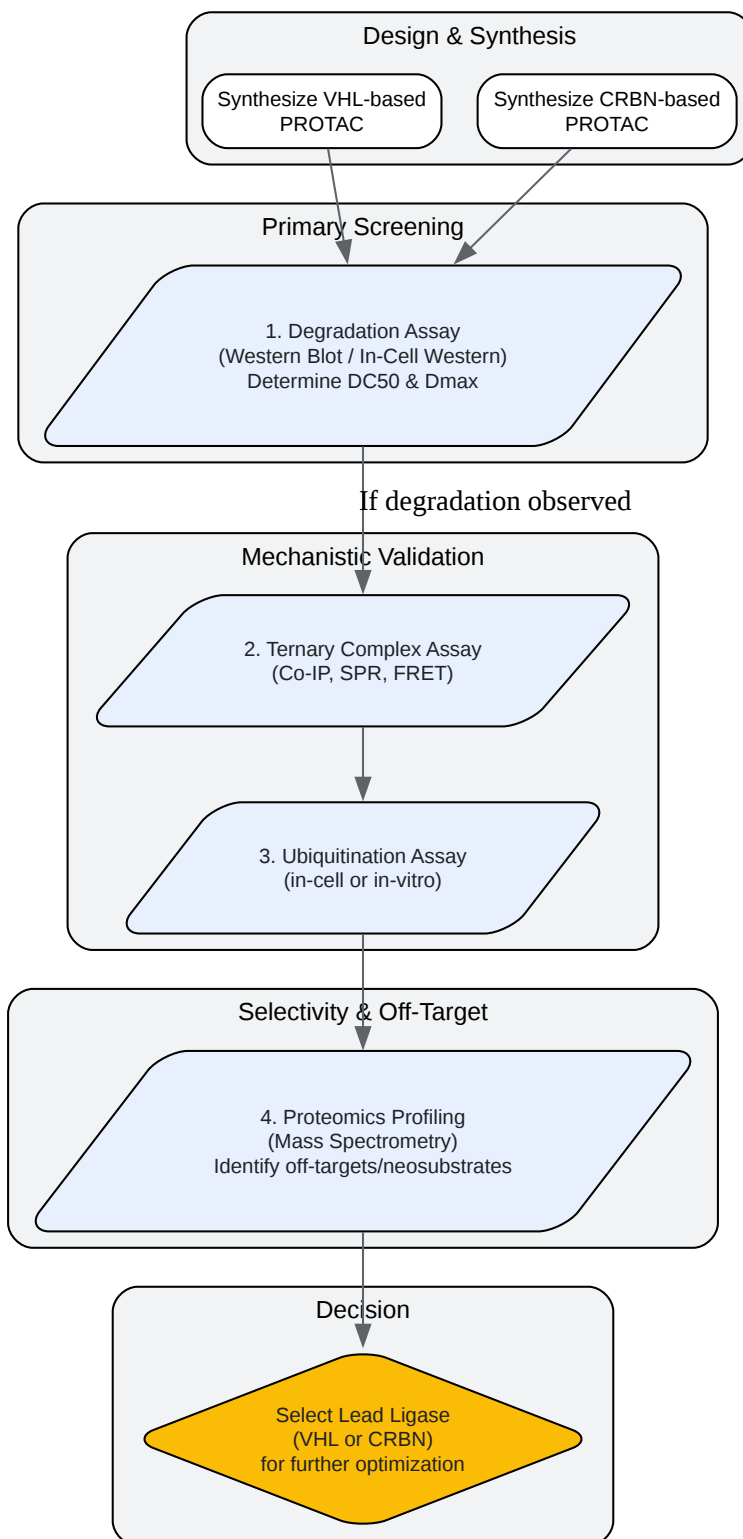 Design & Synthesis
Synthesize VHL-based
PROTAC
Synthesize CRBN-based
PROTAC
Primary Screening
1. Degradation Assay
(Western Blot / In-Cell Western)
Determine DC50 & Dmax
If degradation observed
Mechanistic Validation
2. Ternary Complex Assay
(Co-IP, SPR, FRET)
3. Ubiquitination Assay
(in-cell or in-vitro)
Selectivity & Off-Target
4. Proteomics Profiling
(Mass Spectrometry)
Identify off-targets/neosubstrates
Decision
Select Lead Ligase
(VHL or CRBN)
for further optimization